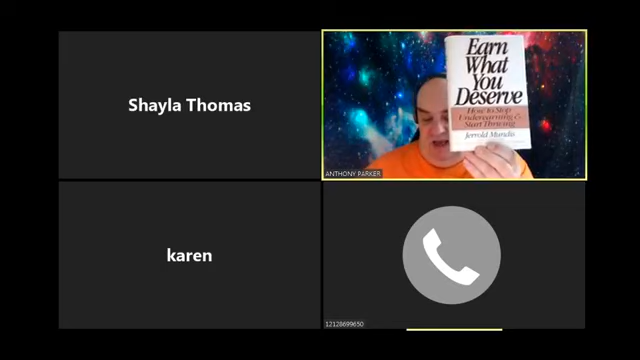 Shayla Thomas
Earn
What
You
Deserve
How to Stop
Underearning &
Start Thriving
Jerrold Mundis
ANTHONY PARKER
karen
12128699650